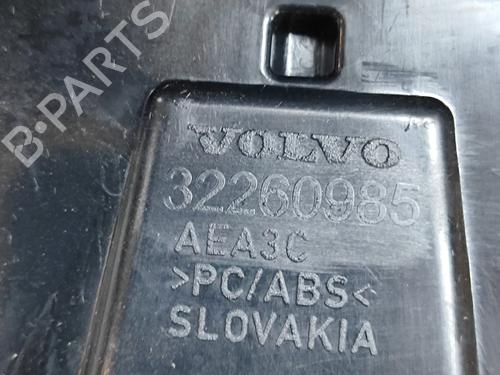 B-PARTS
VOLVO
32260985
AEA3C
>PC/ABS<
SLOVAKIA